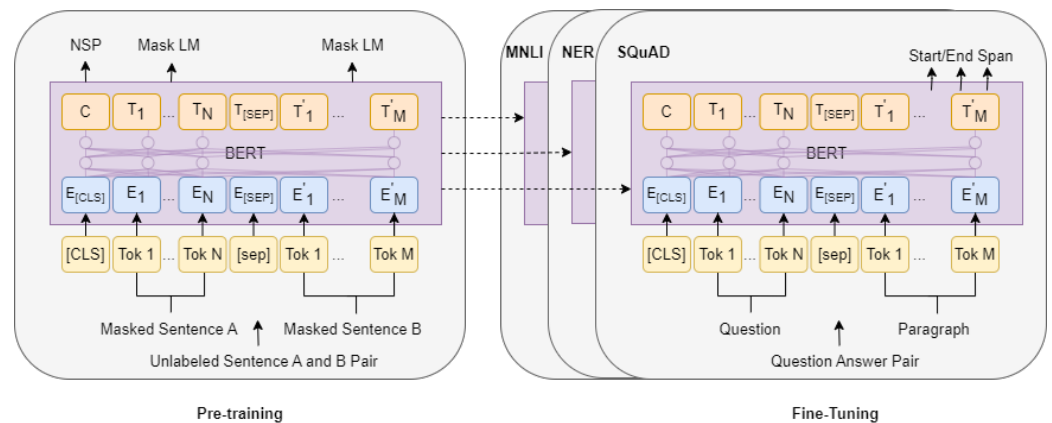 NSP Mask LM Mask LM
C T1 ... TN T[SEP] T'1 ... T'M
BERT
E[CLS] E1 ... EN E[SEP] E'1 ... E'M
[CLS] Tok 1 ... Tok N [sep] Tok 1 ... Tok M
Masked Sentence A Masked Sentence B
Unlabeled Sentence A and B Pair
Pre-training
MNLI NER SQuAD
Start/End Span
C T1 ... TN T[SEP] T'1 ... T'M
BERT
E[CLS] E1 ... EN E[SEP] E'1 ... E'M
[CLS] Tok 1 ... Tok N [sep] Tok 1 ... Tok M
Question Paragraph
Question Answer Pair
Fine-Tuning